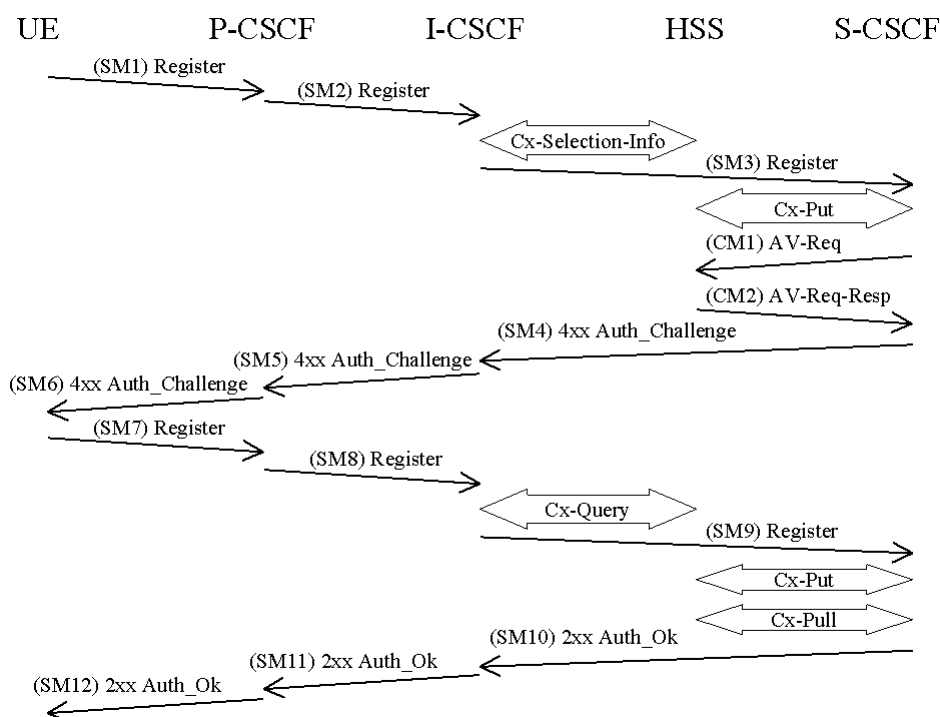 UE P-CSCF I-CSCF HSS S-CSCF
(SM1) Register
(SM2) Register
Cx-Selection-Info
(SM3) Register
Cx-Put
(CM1) AV-Req
(CM2) AV-Req-Resp
(SM4) 4xx Auth_Challenge
(SM5) 4xx Auth_Challenge
(SM6) 4xx Auth_Challenge
(SM7) Register
(SM8) Register
Cx-Query
(SM9) Register
Cx-Put
Cx-Pull
(SM10) 2xx Auth_Ok
(SM11) 2xx Auth_Ok
(SM12) 2xx Auth_Ok